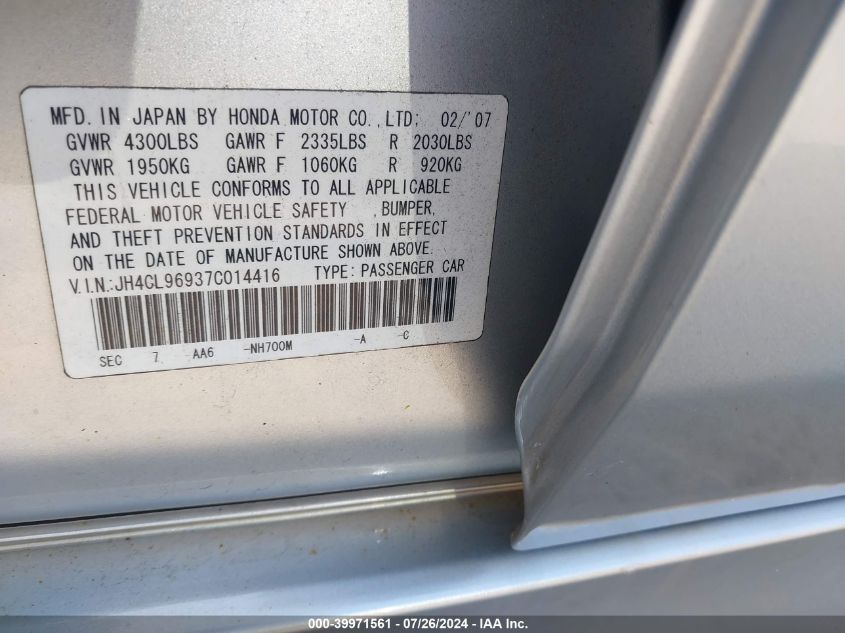 MFD. IN JAPAN BY HONDA MOTOR CO., LTD: 02/'07
GVWR 4300LBS GAWR F 2335LBS R 2030LBS
GVWR 1950KG GAWR F 1060KG R 920KG
THIS VEHICLE CONFORMS TO ALL APPLICABLE
FEDERAL MOTOR VEHICLE SAFETY , BUMPER,
AND THEFT PREVENTION STANDARDS IN EFFECT
ON THE DATE OF MANUFACTURE SHOWN ABOVE.
V.I.N.:JH4CL96937C014416 TYPE: PASSENGER CAR
SEC 7. AA6 -NH700M -A -C
000-39971561 - 07/26/2024 - IAA Inc.